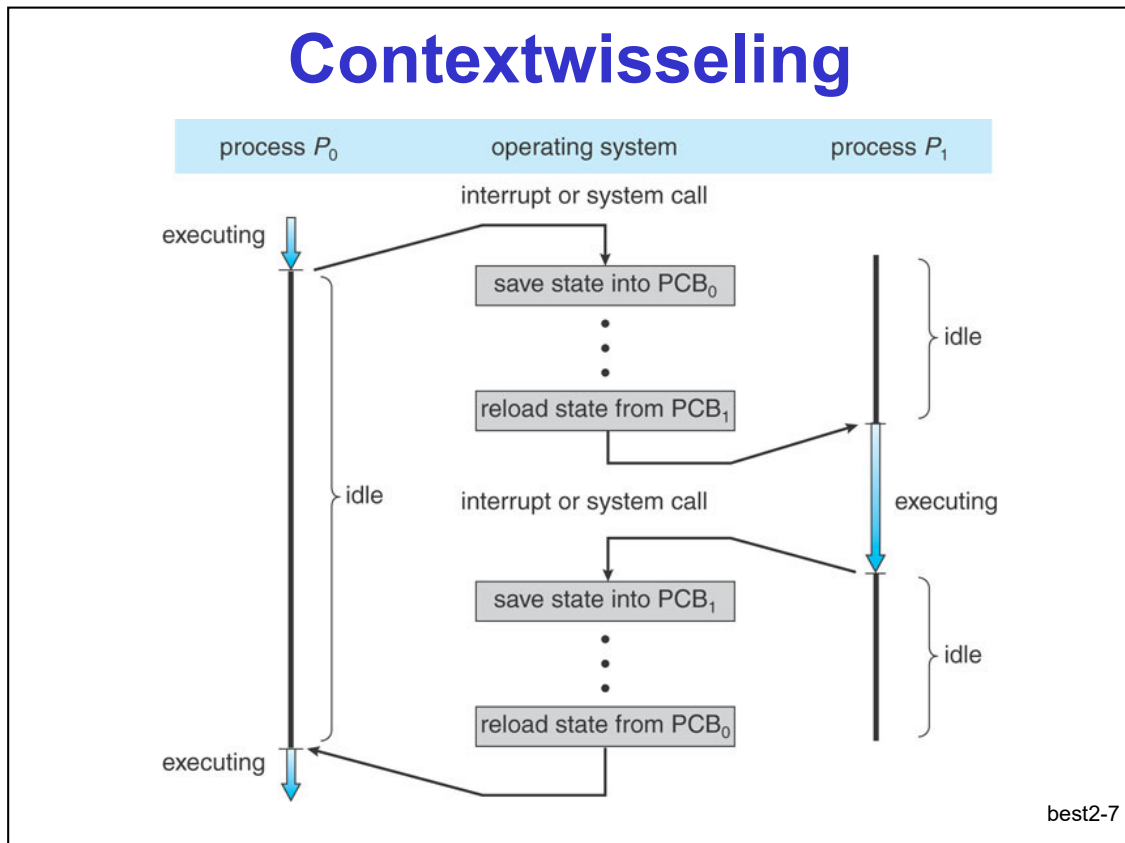 Contextwisseling
process P₀ operating system process P₁
interrupt or system call
executing
save state into PCB₀
idle
reload state from PCB₁
idle
interrupt or system call
executing
save state into PCB₁
idle
reload state from PCB₀
executing
best2-7